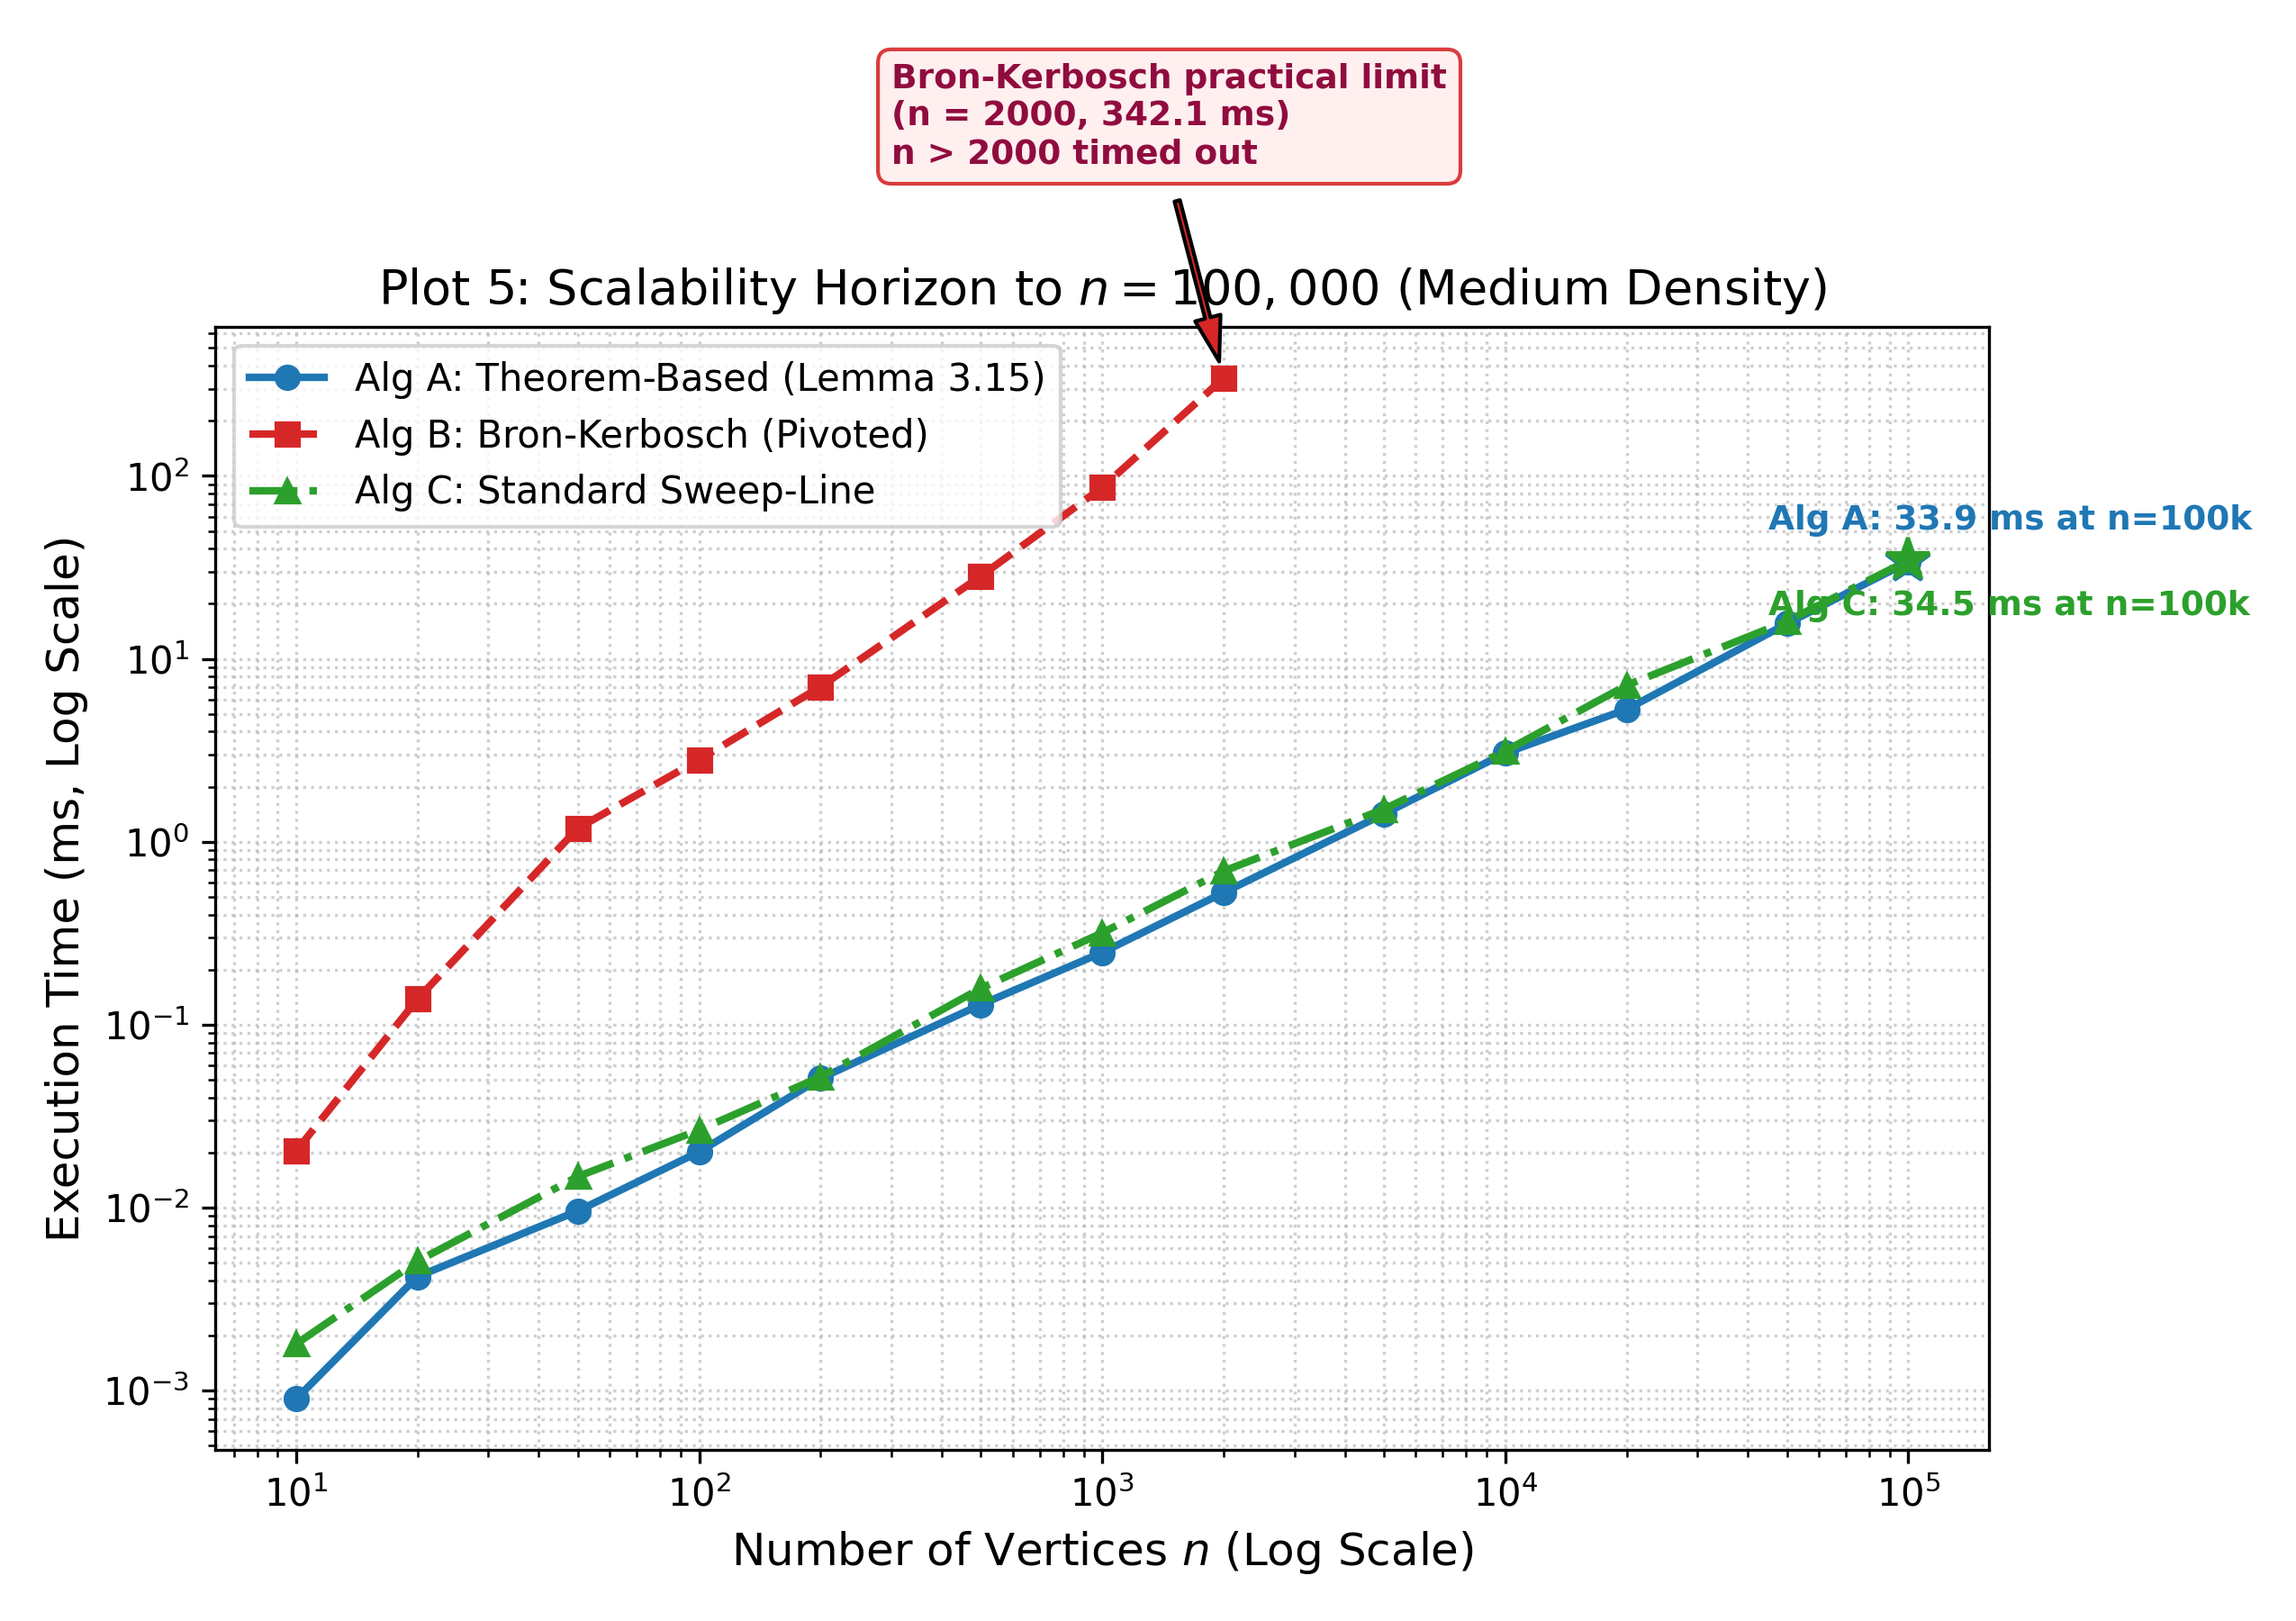 Bron-Kerbosch practical limit
(n = 2000, 342.1 ms)
n > 2000 timed out
Plot 5: Scalability Horizon to n = 100,000 (Medium Density)
Alg A: Theorem-Based (Lemma 3.15)
Alg B: Bron-Kerbosch (Pivoted)
Alg C: Standard Sweep-Line
Alg A: 33.9 ms at n=100k
Alg C: 34.5 ms at n=100k
Execution Time (ms, Log Scale)
10²
10¹
10⁰
10⁻¹
10⁻²
10⁻³
10¹ 10² 10³ 10⁴ 10⁵
Number of Vertices n (Log Scale)